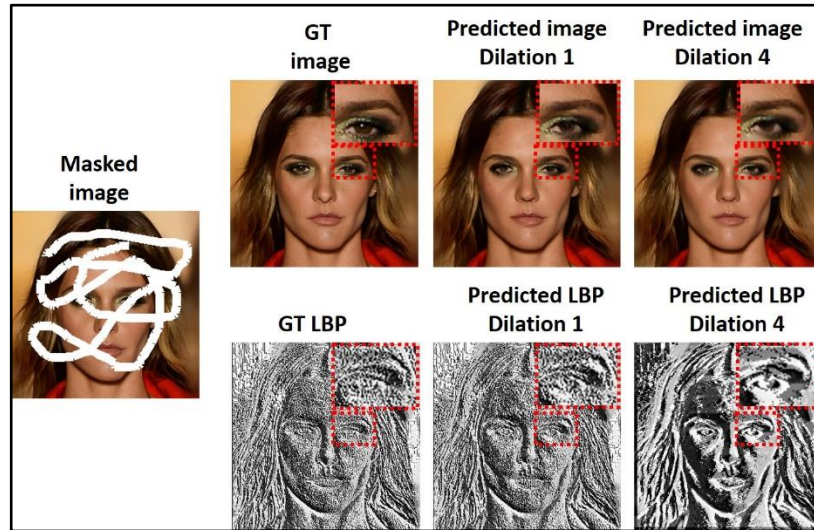 GT
image
Predicted image
Dilation 1
Predicted image
Dilation 4
Masked
image
GT LBP
Predicted LBP
Dilation 1
Predicted LBP
Dilation 4